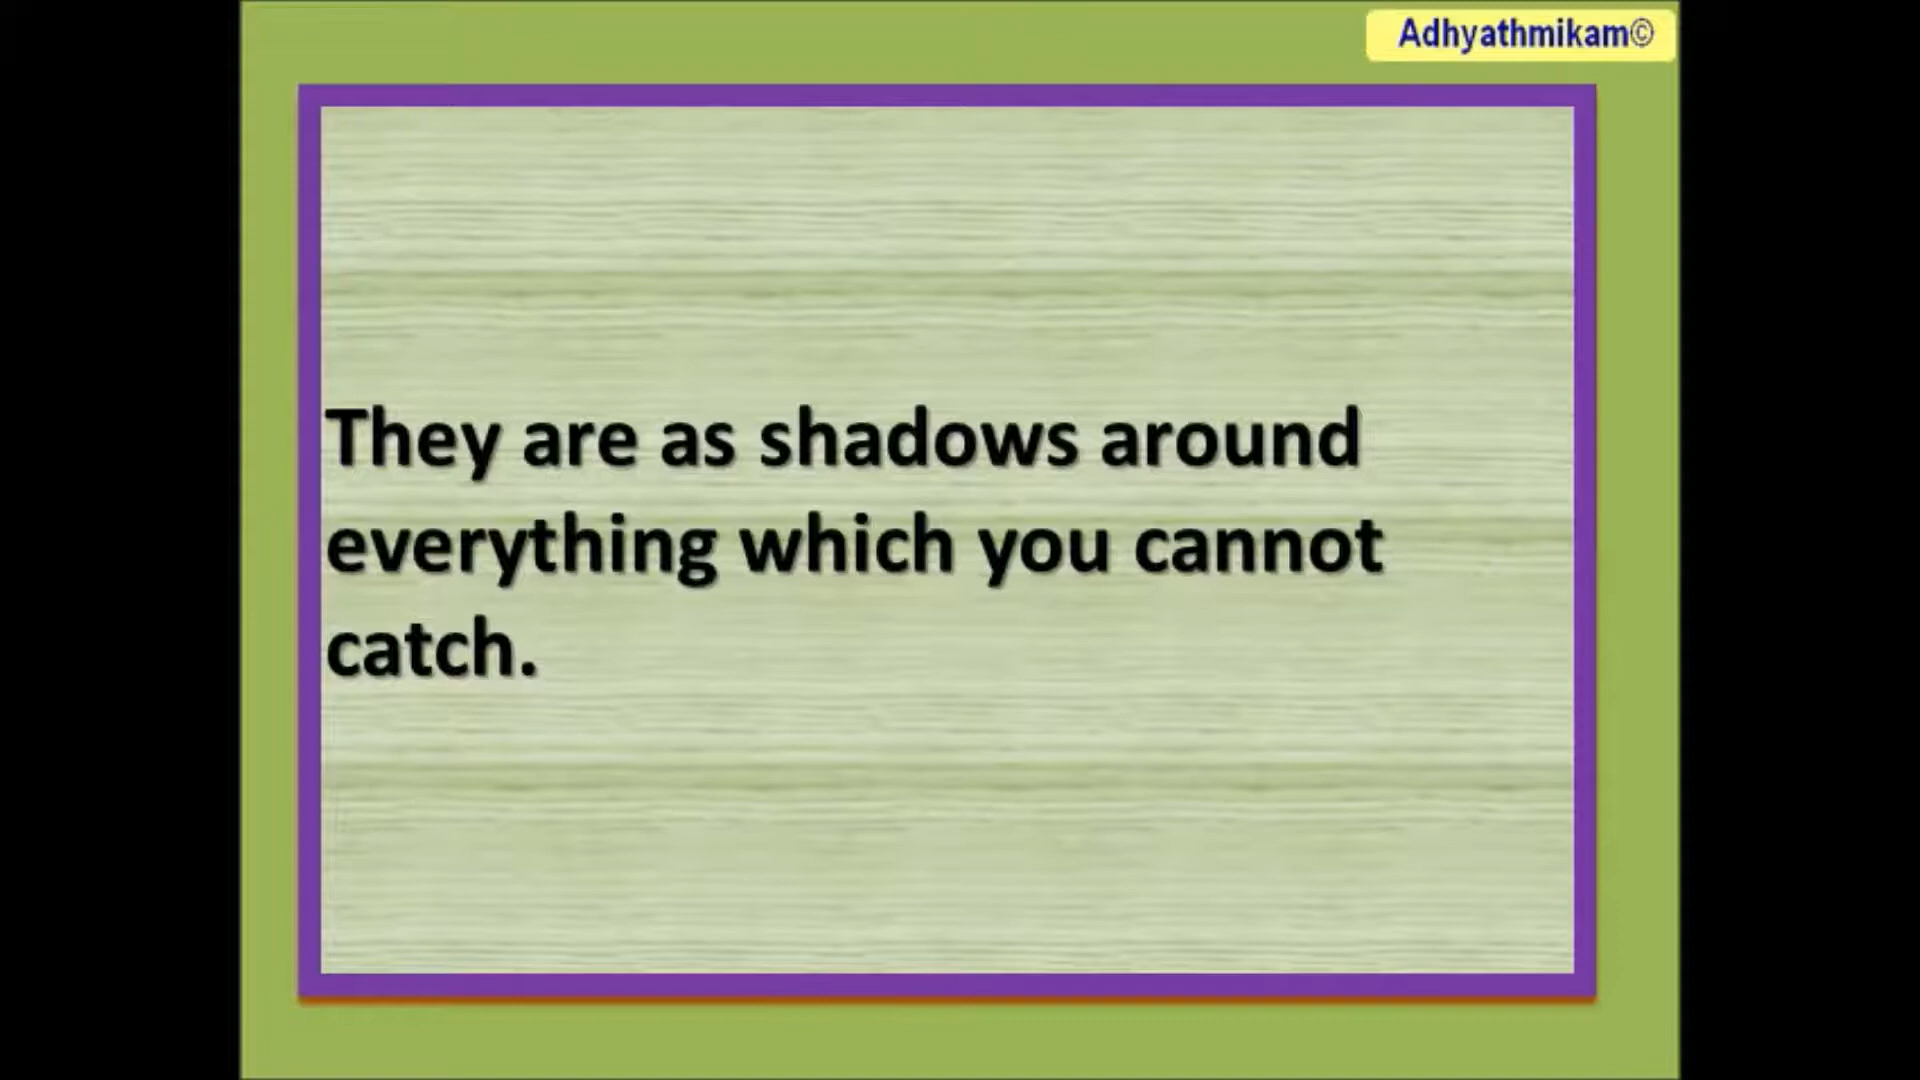 Adhyathmikam©
They are as shadows around
everything which you cannot
catch.